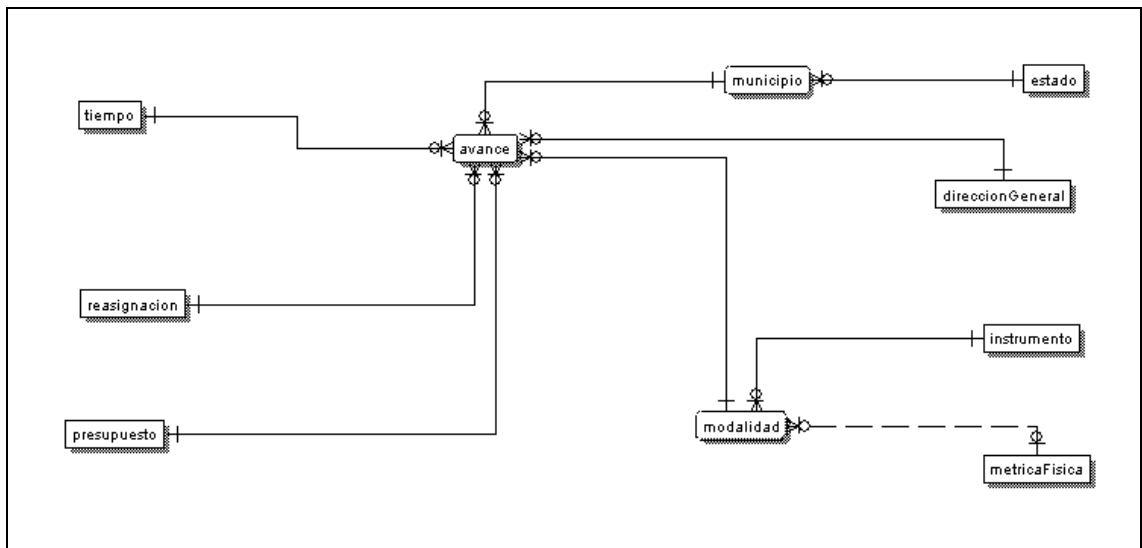 municipio
estado
tiempo
avance
direccionGeneral
reasignacion
instrumento
modalidad
presupuesto
metricaFisica